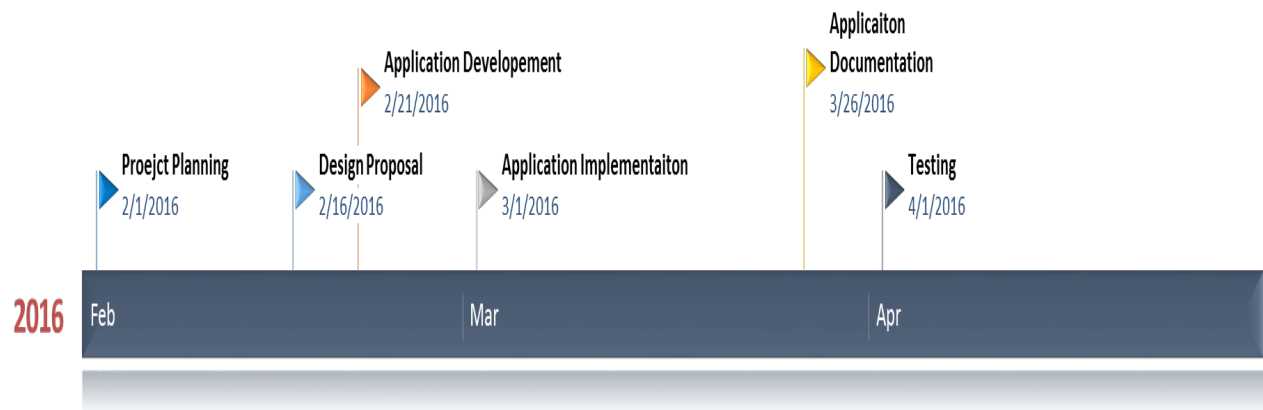 Applicaiton
Documentation
3/26/2016
Application Developement
2/21/2016
Proejct Planning
2/1/2016
Design Proposal
2/16/2016
Application Implementaiton
3/1/2016
Testing
4/1/2016
2016
Feb
Mar
Apr